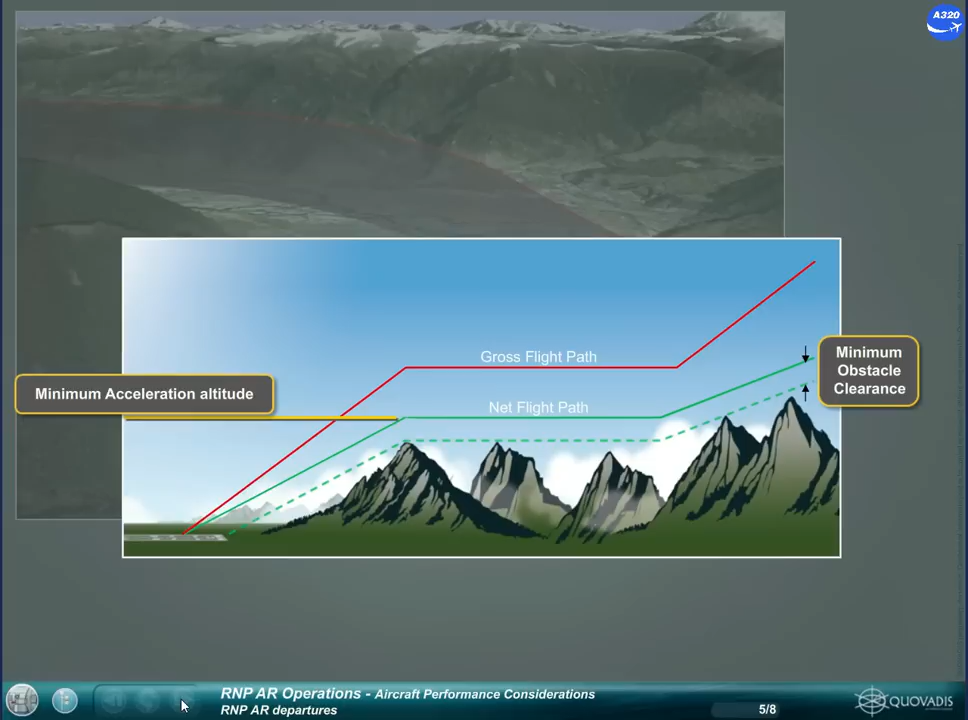 A320
Gross Flight Path
Minimum
Obstacle
Clearance
Minimum Acceleration altitude
Net Flight Path
RNP AR Operations - Aircraft Performance Considerations
RNP AR departures
5/8
QUOVADIS